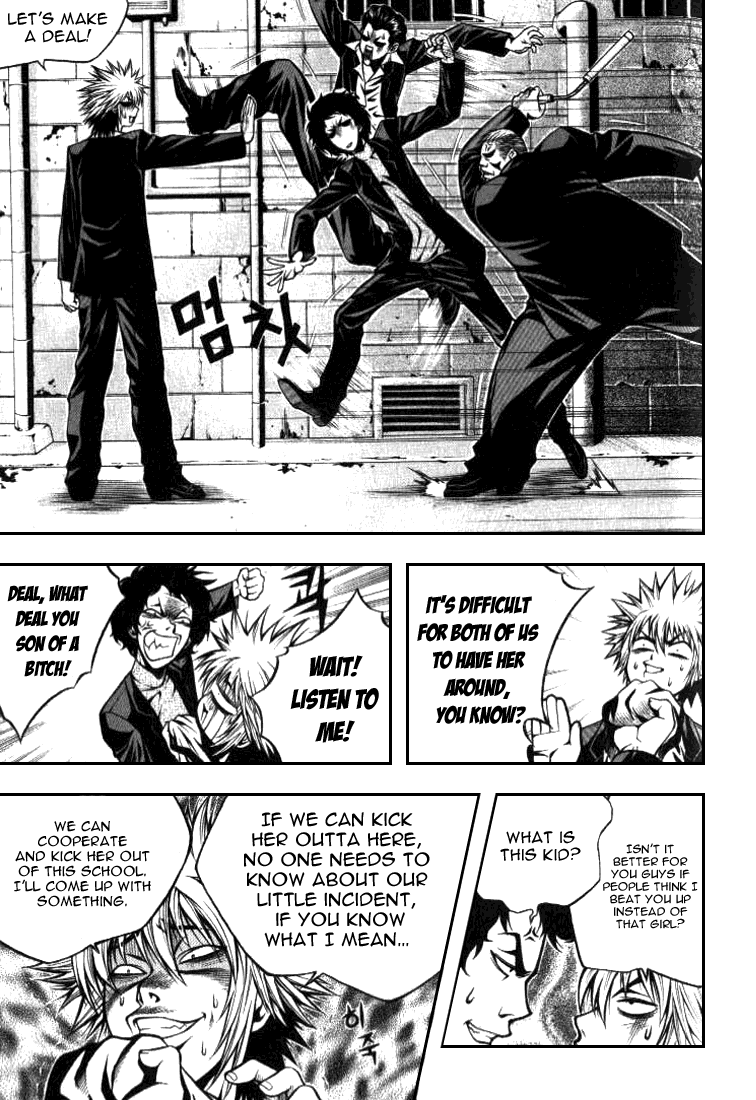 LET'S MAKE
A DEAL!
멈칫
DEAL, WHAT
DEAL YOU
SON OF A
BITCH!
콱
WAIT!
LISTEN TO
ME!
IT'S DIFFICULT
FOR BOTH OF US
TO HAVE HER
AROUND,
YOU KNOW?
WE CAN
COOPERATE
AND KICK HER OUT
OF THIS SCHOOL.
I'LL COME UP WITH
SOMETHING.
IF WE CAN KICK
HER OUTTA HERE,
NO ONE NEEDS TO
KNOW ABOUT OUR
LITTLE INCIDENT,
IF YOU KNOW
WHAT I MEAN...
히죽
WHAT IS
THIS KID?
ISN'T IT
BETTER FOR
YOU GUYS IF
PEOPLE THINK I
BEAT YOU UP
INSTEAD OF
THAT GIRL?